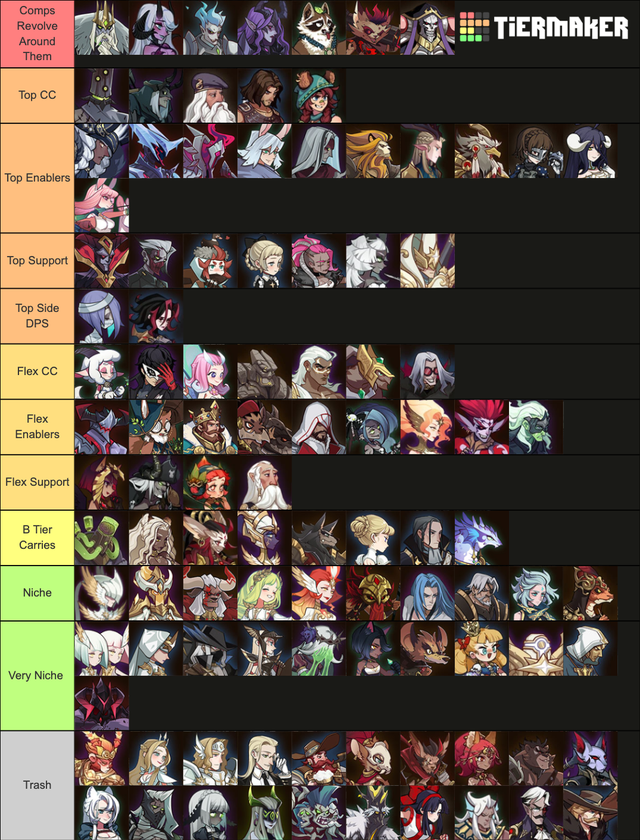 Comps
Revolve
Around
Them
TIERMAKER
Top CC
Top Enablers
Top Support
Top Side
DPS
Flex CC
Flex
Enablers
Flex Support
B Tier
Carries
Niche
Very Niche
Trash